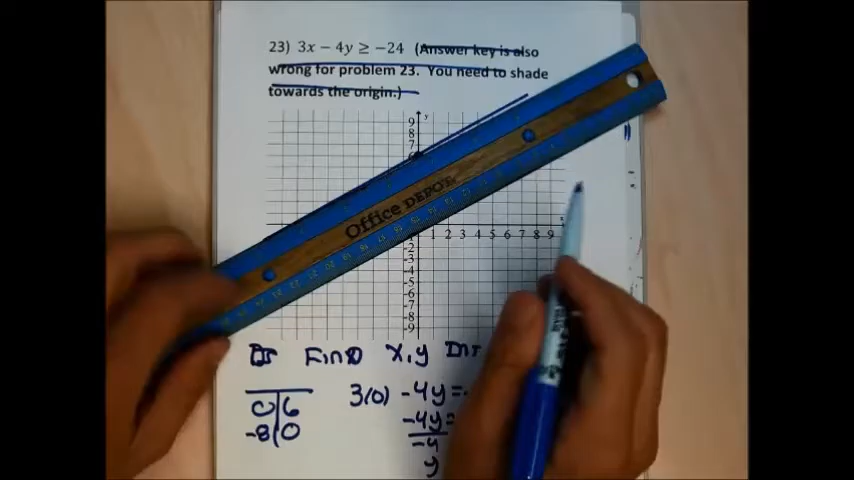 23) 3x − 4y ≥ −24 (Answer key is also
wrong for problem 23. You need to shade
towards the origin.)
y
9
8
7
6
Office DEPOT
1 2 3 4 5 6 7 8 9
-2
-3
-4
-5
-6
-7
-8
-9
Find x,y Int
0 | 6
-8 | 0
3(0) -4y =
-4y =
-4
y